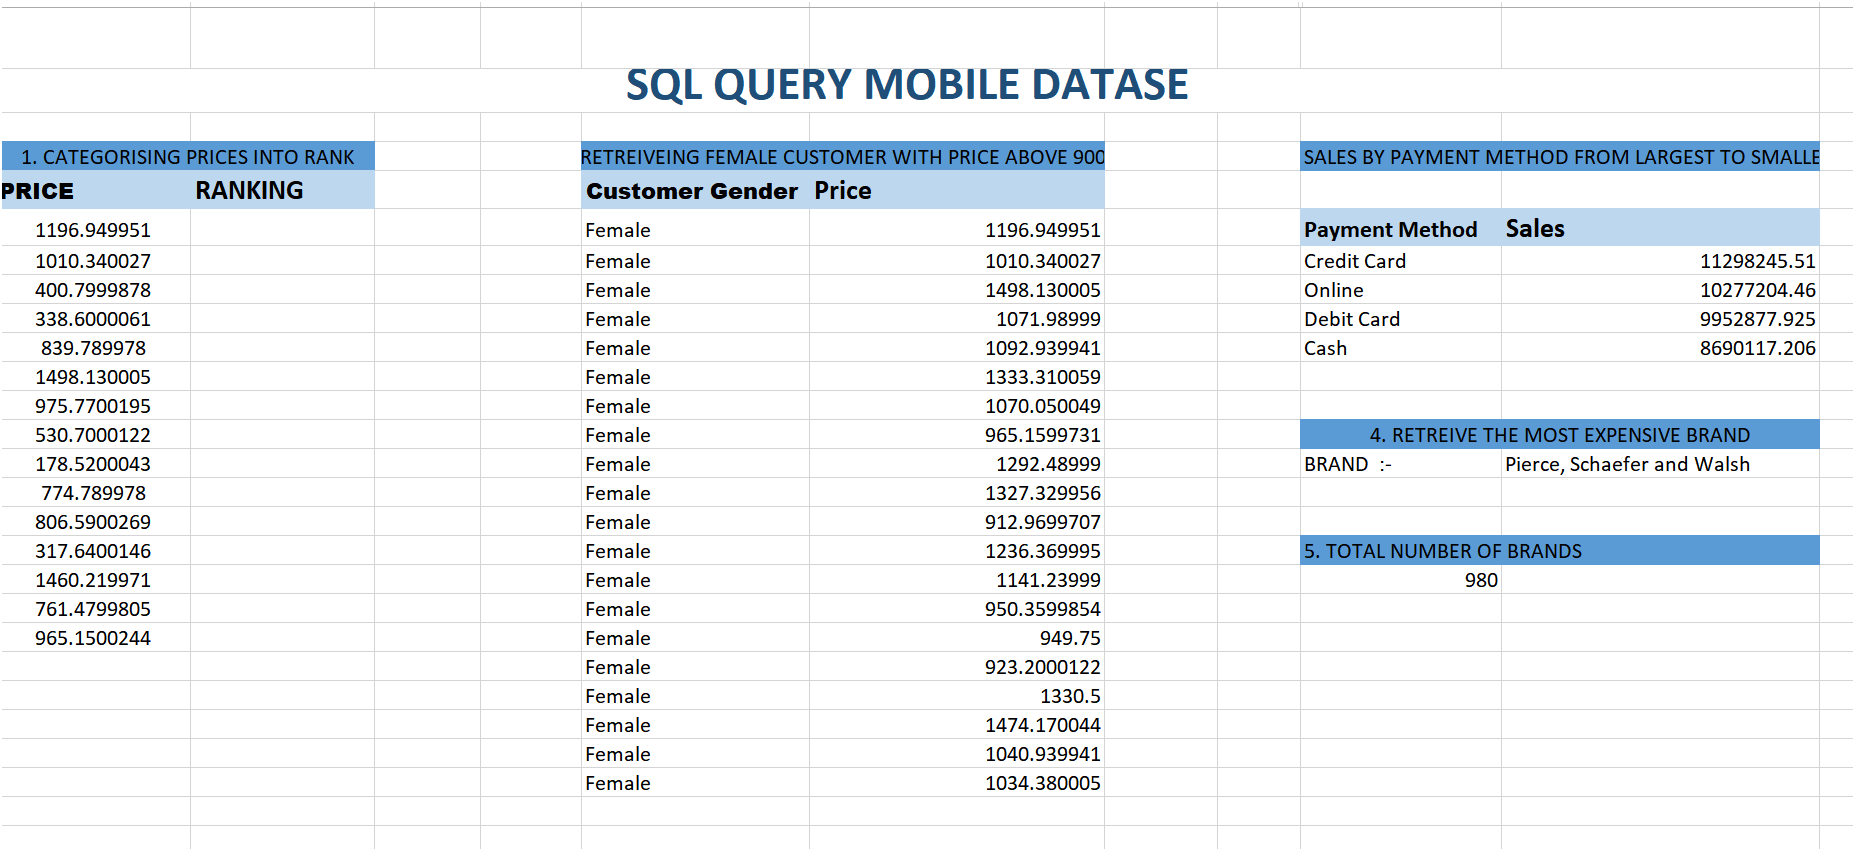 SQL QUERY MOBILE DATASE
1. CATEGORISING PRICES INTO RANK
PRICE RANKING
1196.949951
1010.340027
400.7999878
338.6000061
839.789978
1498.130005
975.7700195
530.7000122
178.5200043
774.789978
806.5900269
317.6400146
1460.219971
761.4799805
965.1500244
RETREIVEING FEMALE CUSTOMER WITH PRICE ABOVE 900
Customer Gender Price
Female 1196.949951
Female 1010.340027
Female 1498.130005
Female 1071.98999
Female 1092.939941
Female 1333.310059
Female 1070.050049
Female 965.1599731
Female 1292.48999
Female 1327.329956
Female 912.9699707
Female 1236.369995
Female 1141.23999
Female 950.3599854
Female 949.75
Female 923.2000122
Female 1330.5
Female 1474.170044
Female 1040.939941
Female 1034.380005
SALES BY PAYMENT METHOD FROM LARGEST TO SMALLE
Payment Method Sales
Credit Card 11298245.51
Online 10277204.46
Debit Card 9952877.925
Cash 8690117.206
4. RETREIVE THE MOST EXPENSIVE BRAND
BRAND :- Pierce, Schaefer and Walsh
5. TOTAL NUMBER OF BRANDS
980